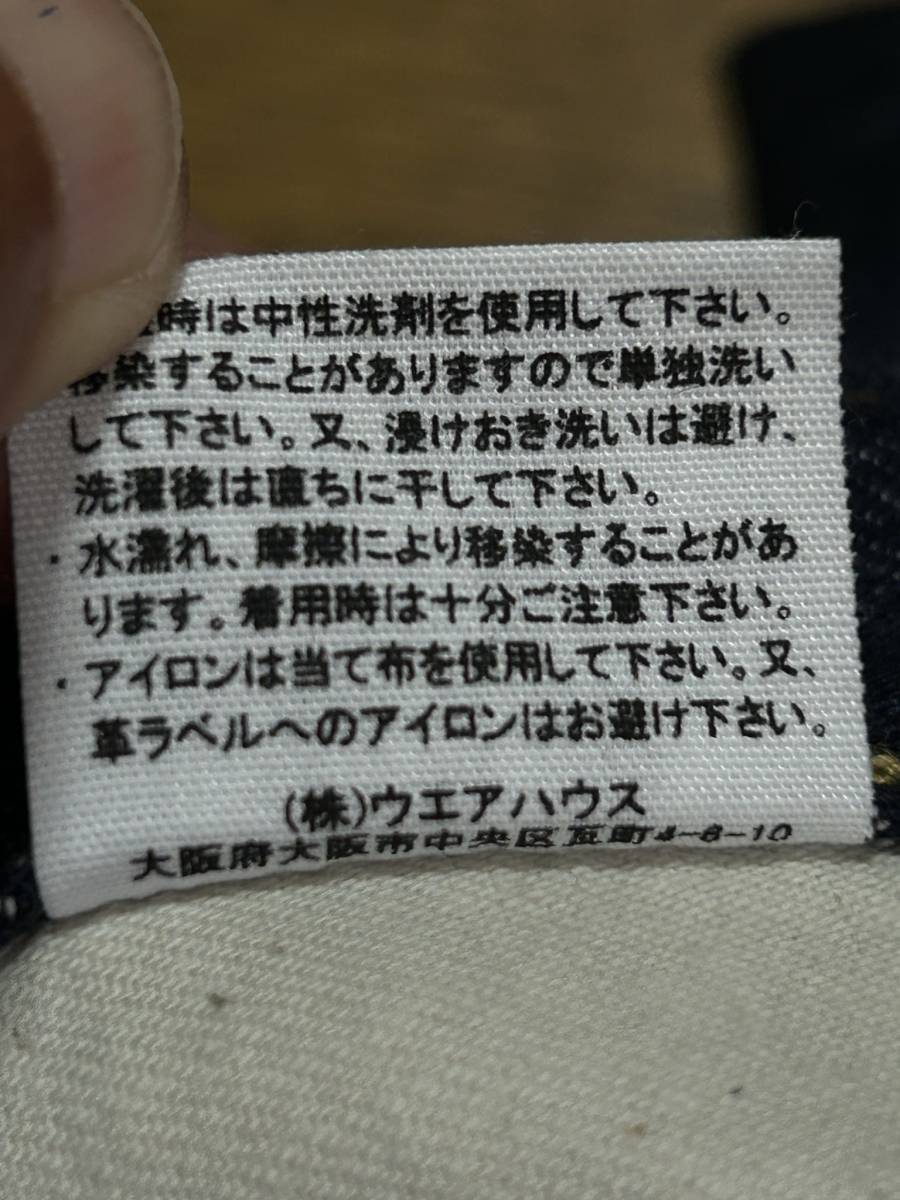 時は中性洗剤を使用して下さい。
移染することがありますので単独洗い
して下さい。又、浸けおき洗いは避け、
洗濯後は直ちに干して下さい。
・水濡れ、摩擦により移染することがあ
ります。着用時は十分ご注意下さい。
・アイロンは当て布を使用して下さい。又、
革ラベルへのアイロンはお避け下さい。
(株)ウエアハウス
大阪府大阪市中央区瓦町4-8-10